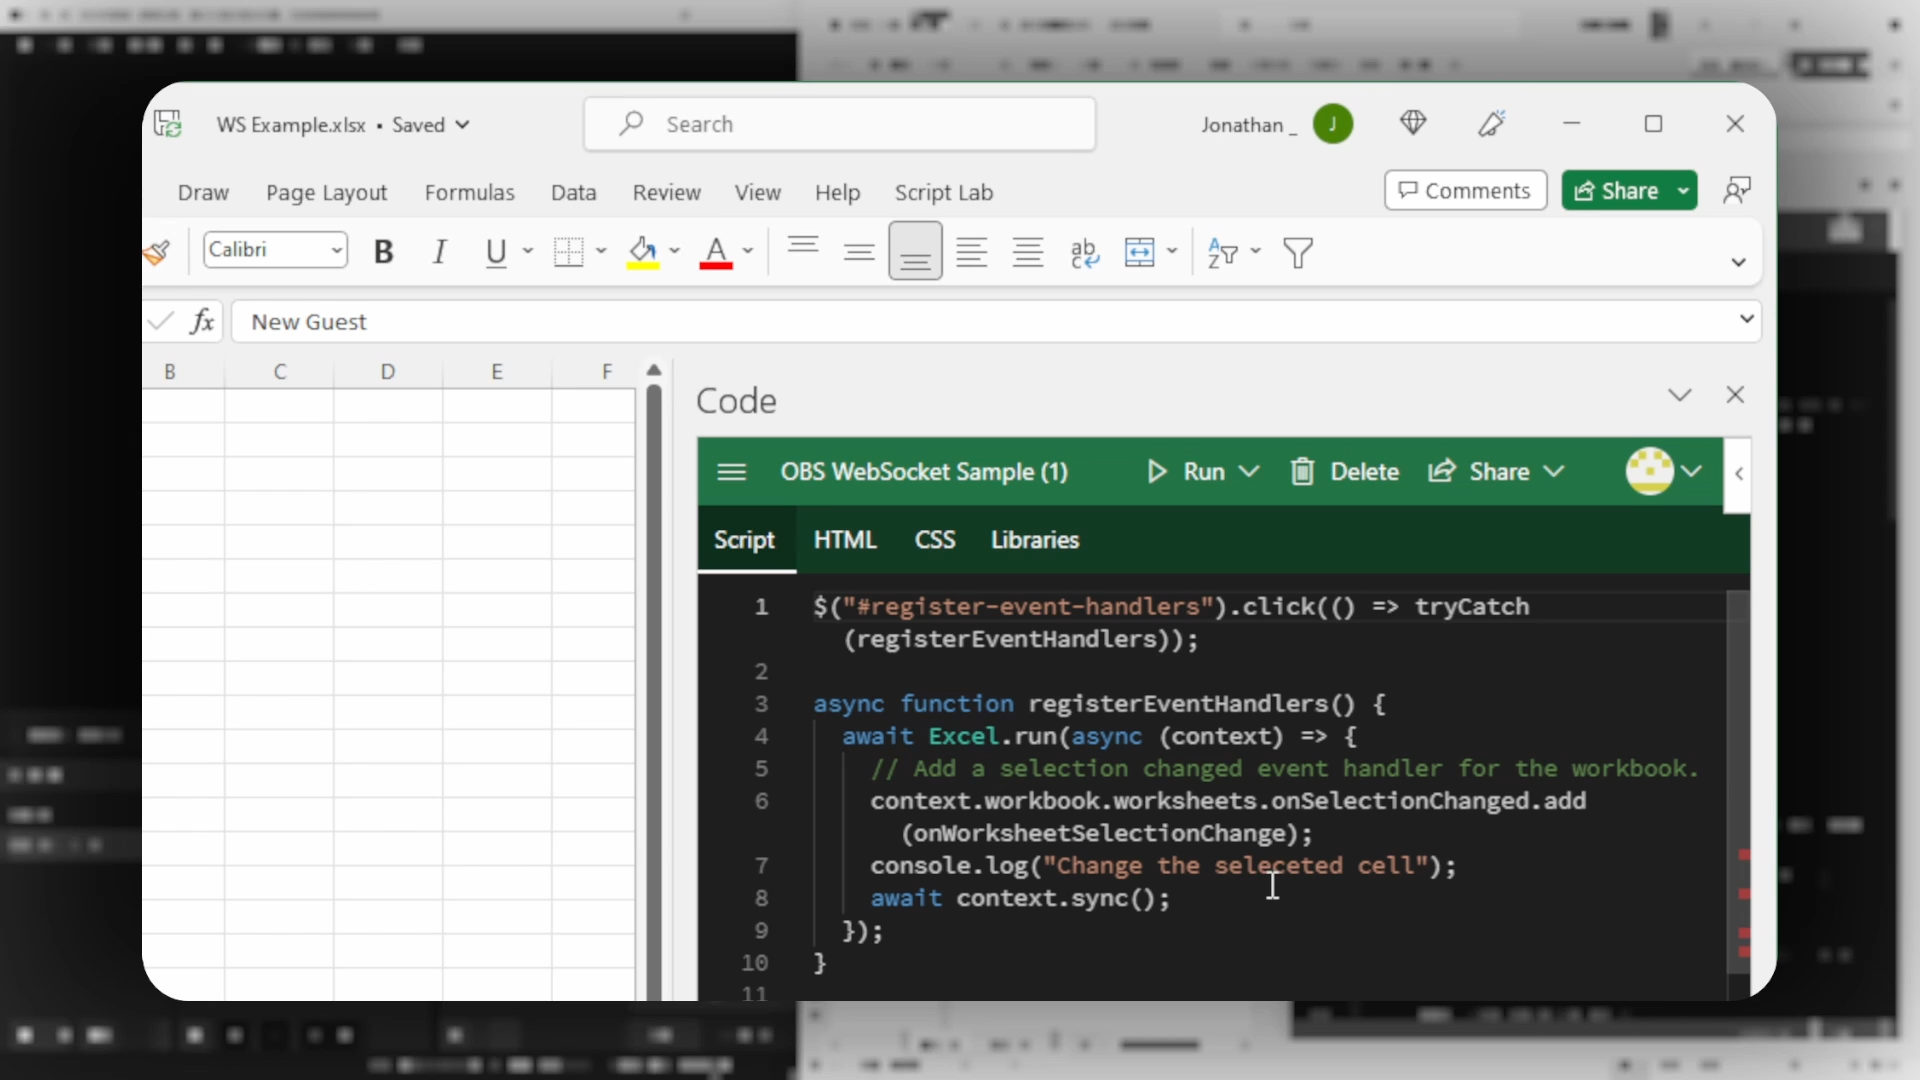 WS Example.xlsx • Saved
Search
Jonathan _
J
Draw Page Layout Formulas Data Review View Help Script Lab
Comments
Share
Calibri
B I U A ab c A Z
fx New Guest
B C D E F
Code
OBS WebSocket Sample (1) Run Delete Share
Script HTML CSS Libraries
1 $("#register-event-handlers").click(() => tryCatch
(registerEventHandlers));
2
3 async function registerEventHandlers() {
4 await Excel.run(async (context) => {
5 // Add a selection changed event handler for the workbook.
6 context.workbook.worksheets.onSelectionChanged.add
(onWorksheetSelectionChange);
7 console.log("Change the seleceted cell");
8 await context.sync();
9 });
10 }
11